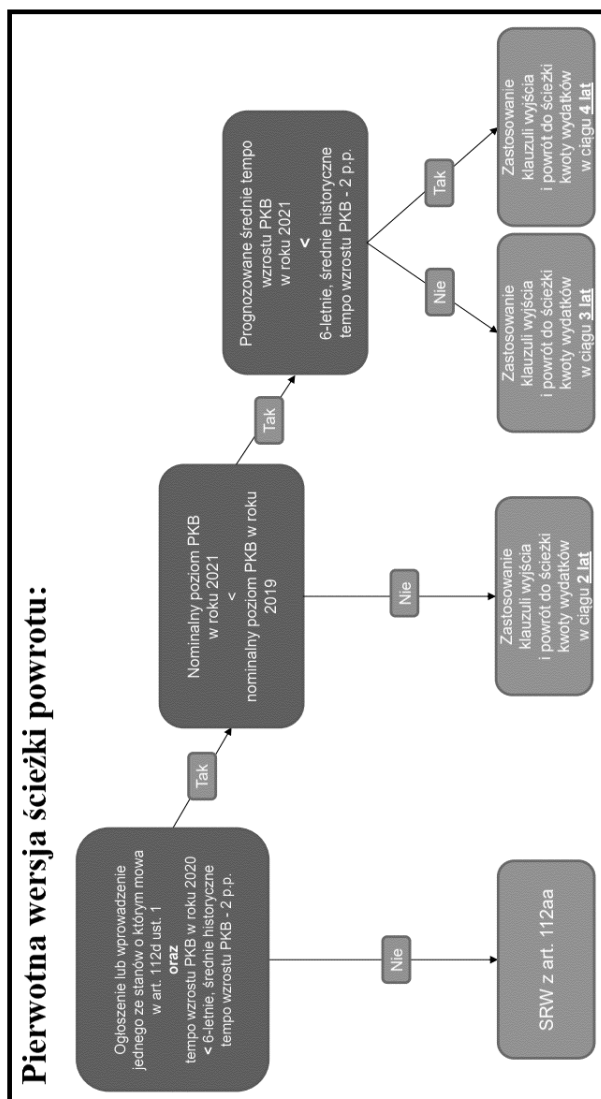 Pierwotna wersja ścieżki powrotu:
Ogłoszenie lub wprowadzenie
jednego ze stanów o którym mowa
w art. 112d ust. 1
oraz
tempo wzrostu PKB w roku 2020
< 6-letnie, średnie historyczne
tempo wzrostu PKB - 2 p.p.
Tak
Nie
SRW z art. 112aa
Nominalny poziom PKB
w roku 2021
<
nominalny poziom PKB w roku
2019
Tak
Nie
Zastosowanie
klauzuli wyjścia
i powrót do ścieżki
kwoty wydatków
w ciągu 2 lat
Prognozowane średnie tempo
wzrostu PKB
w roku 2021
<
6-letnie, średnie historyczne
tempo wzrostu PKB - 2 p.p.
Nie
Tak
Zastosowanie
klauzuli wyjścia
i powrót do ścieżki
kwoty wydatków
w ciągu 3 lat
Zastosowanie
klauzuli wyjścia
i powrót do ścieżki
kwoty wydatków
w ciągu 4 lat